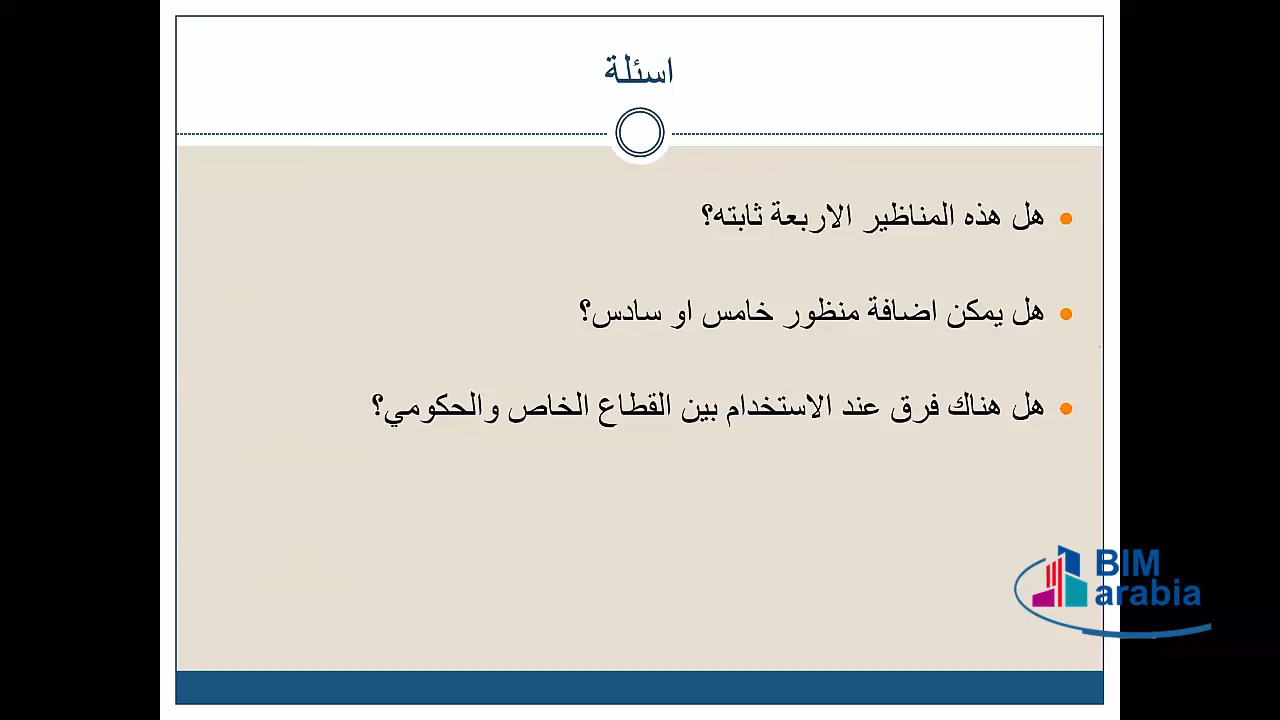 اسئلة
هل هذه المناظير الاربعة ثابته؟
هل يمكن اضافة منظور خامس او سادس؟
هل هناك فرق عند الاستخدام بين القطاع الخاص والحكومي؟
BIM
arabia